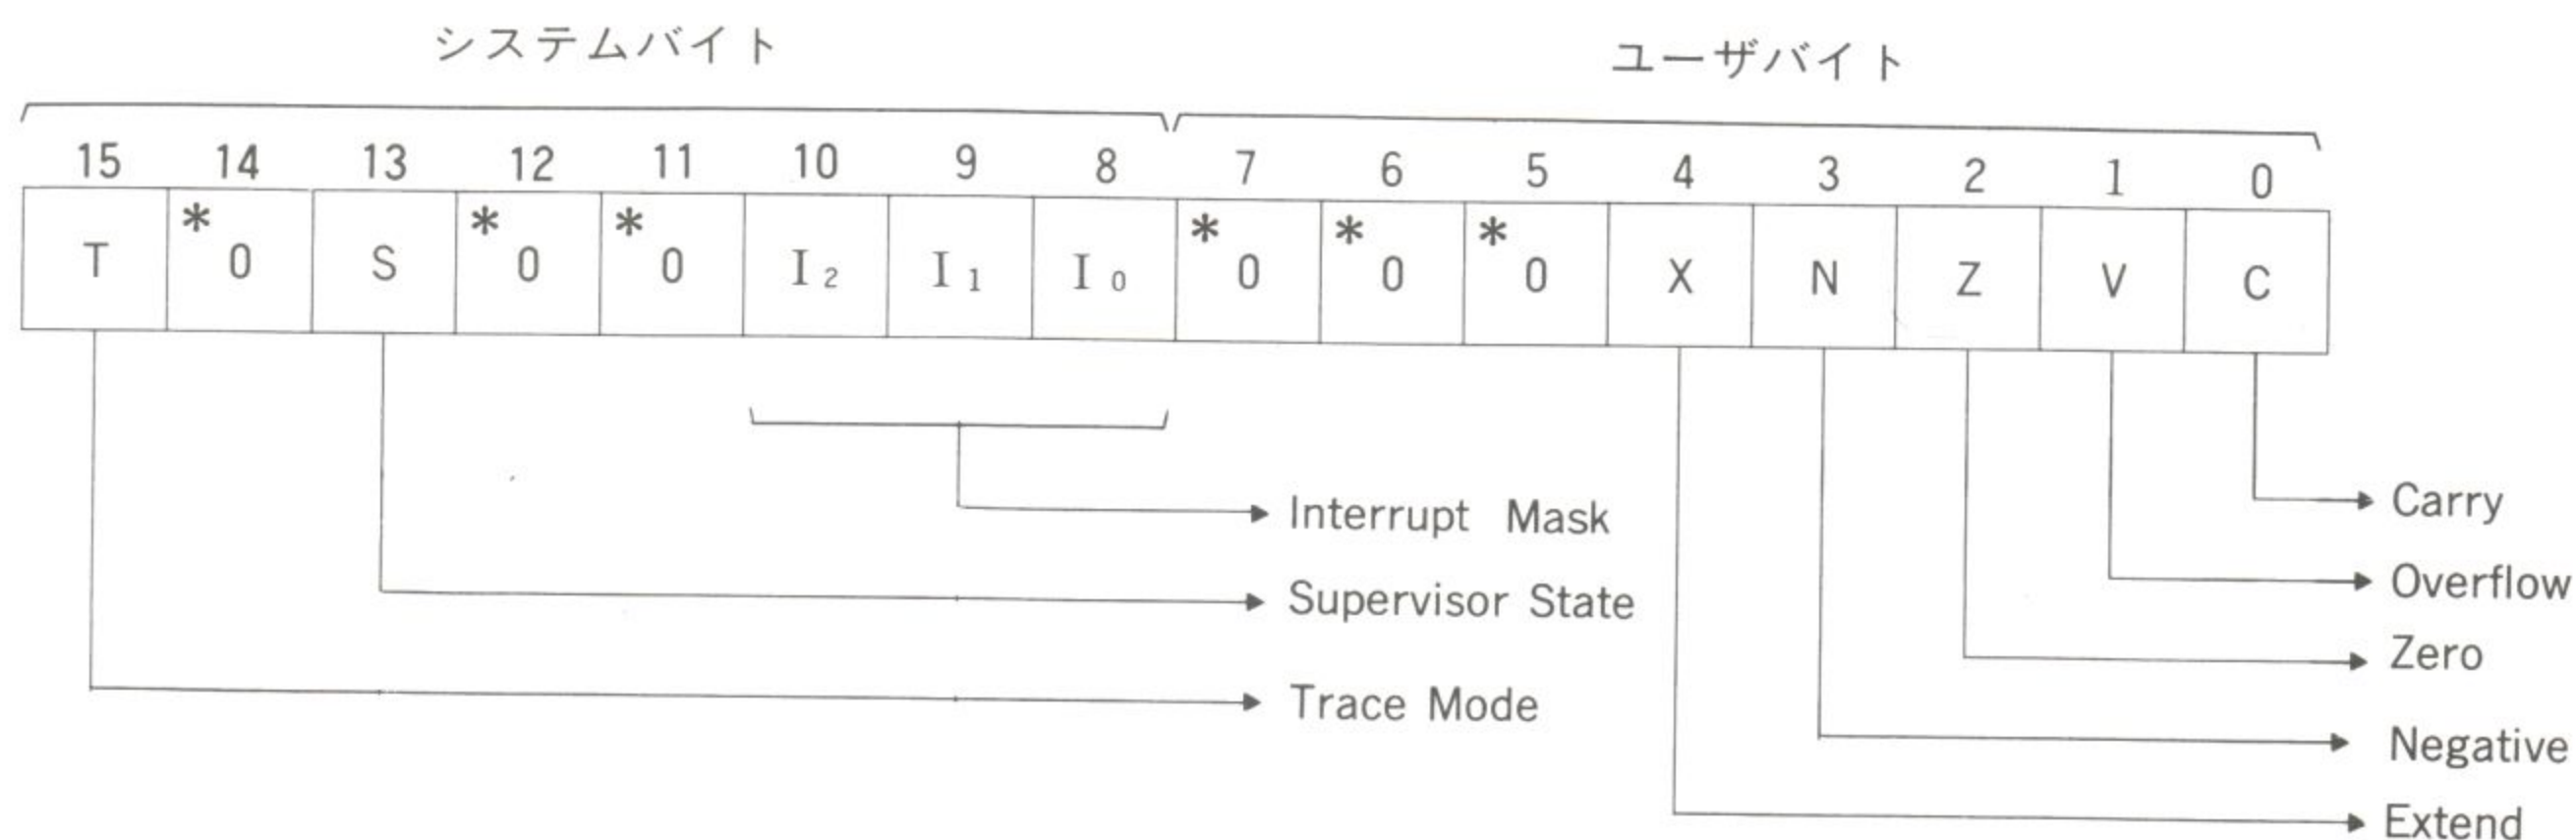 システムバイト ユーザバイト
15 14 13 12 11 10 9 8 7 6 5 4 3 2 1 0
T *0 S *0 *0 I₂ I₁ I₀ *0 *0 *0 X N Z V C
Interrupt Mask
Supervisor State
Trace Mode
Carry
Overflow
Zero
Negative
Extend